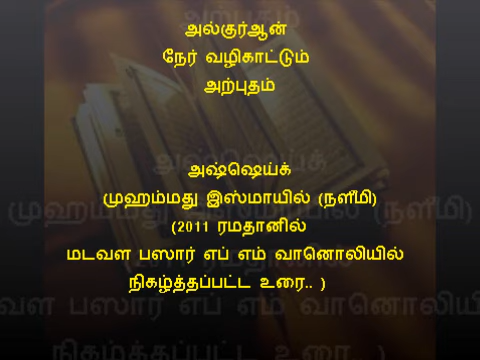 அல்குர்ஆன்
நேர் வழிகாட்டும்
அற்புதம்
அஷ்ஷெய்க்
முஹம்மது இஸ்மாயில் (நளீமி)
(2011 ரமதானில்
மடவள பஸார் எப் எம் வானொலியில்
நிகழ்த்தப்பட்ட உரை.. )